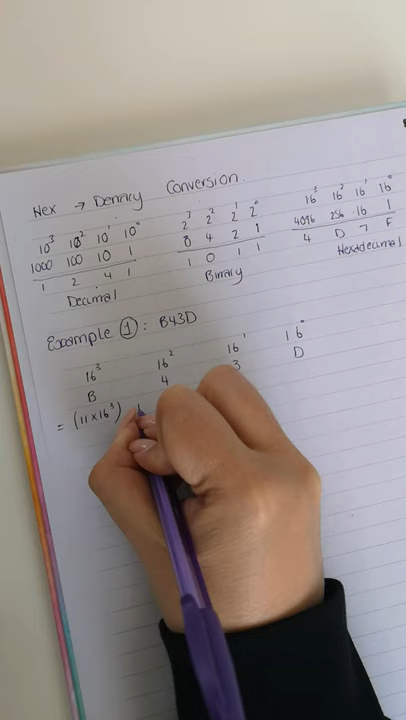 Hex → Denary Conversion
10³ 10² 10¹ 10⁰ 2³ 2² 2¹ 2⁰ 16³ 16² 16¹ 16⁰
1000 100 10 1 8 4 2 1 4096 256 16 1
1 2 4 1 1 0 1 1 4 D 7 F
Decimal Binary Hexadecimal
Example ①: B43D
16³ 16² 16¹ 16⁰
B 4 3 D
= (11×16³)